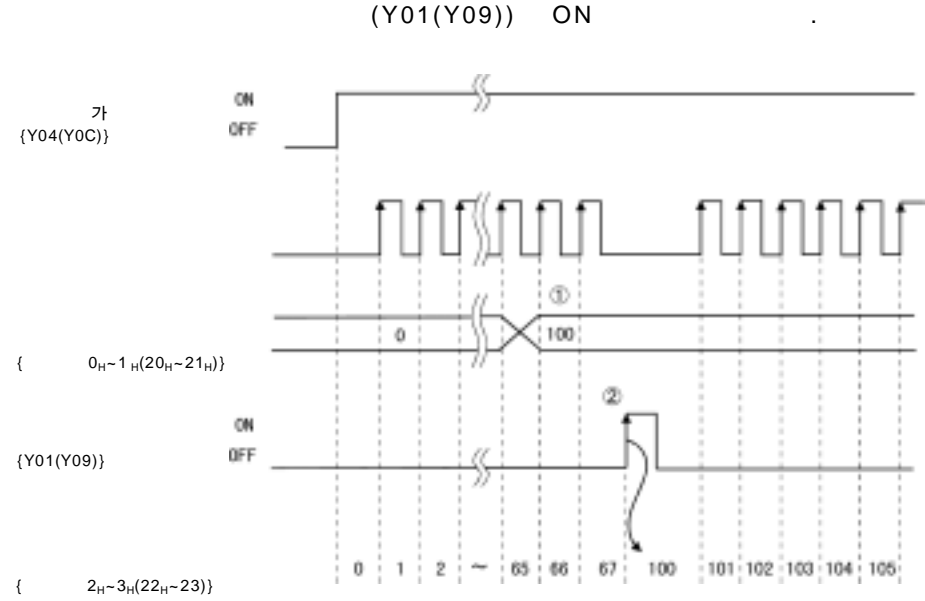 (Y01(Y09)) ON .
ON
가
{Y04(Y0C)}
OFF
①
0 100
{ 0H~1H(20H~21H)}
②
ON
OFF
{Y01(Y09)}
0 1 2 ~ 65 66 67 100 101 102 103 104 105
{ 2H~3H(22H~23)}